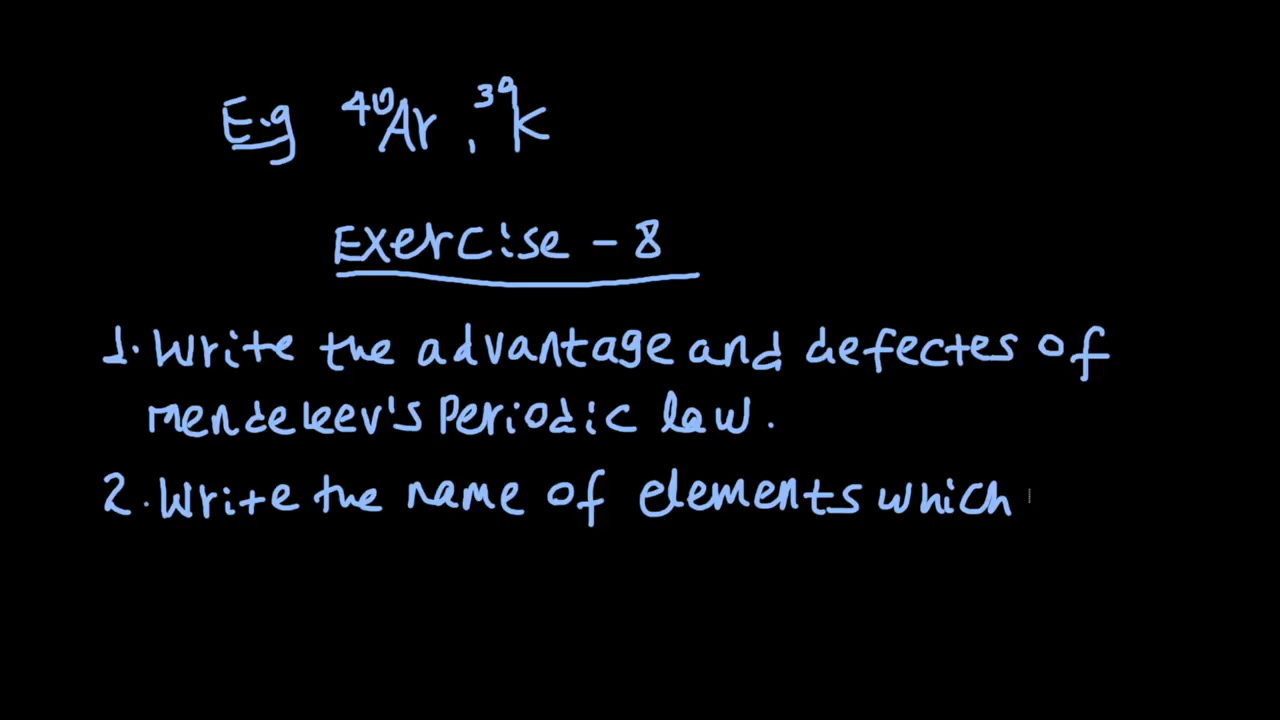 E.g ⁴⁰Ar, ³⁹K
Exercise - 8
1. Write the advantage and defectes of
mendeleev's Periodic law.
2. Write the name of elements which